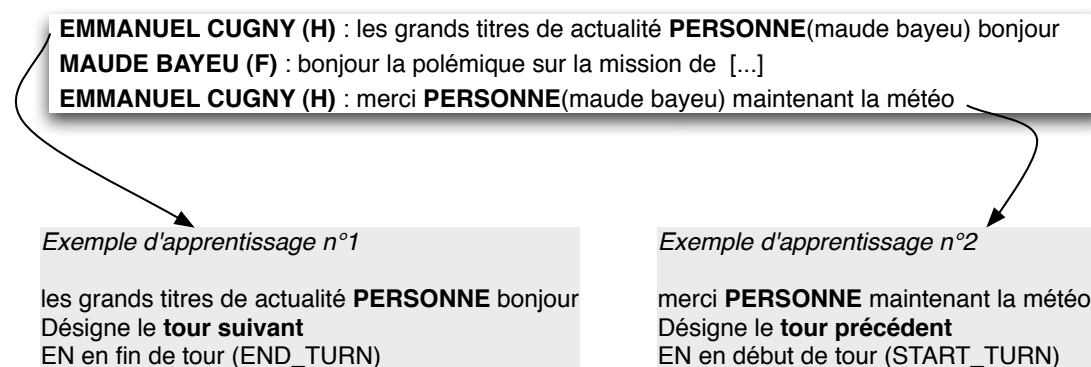 EMMANUEL CUGNY (H) : les grands titres de actualité PERSONNE(maude bayeu) bonjour
MAUDE BAYEU (F) : bonjour la polémique sur la mission de [...]
EMMANUEL CUGNY (H) : merci PERSONNE(maude bayeu) maintenant la météo
Exemple d'apprentissage n°1
les grands titres de actualité PERSONNE bonjour
Désigne le tour suivant
EN en fin de tour (END_TURN)
Exemple d'apprentissage n°2
merci PERSONNE maintenant la météo
Désigne le tour précédent
EN en début de tour (START_TURN)